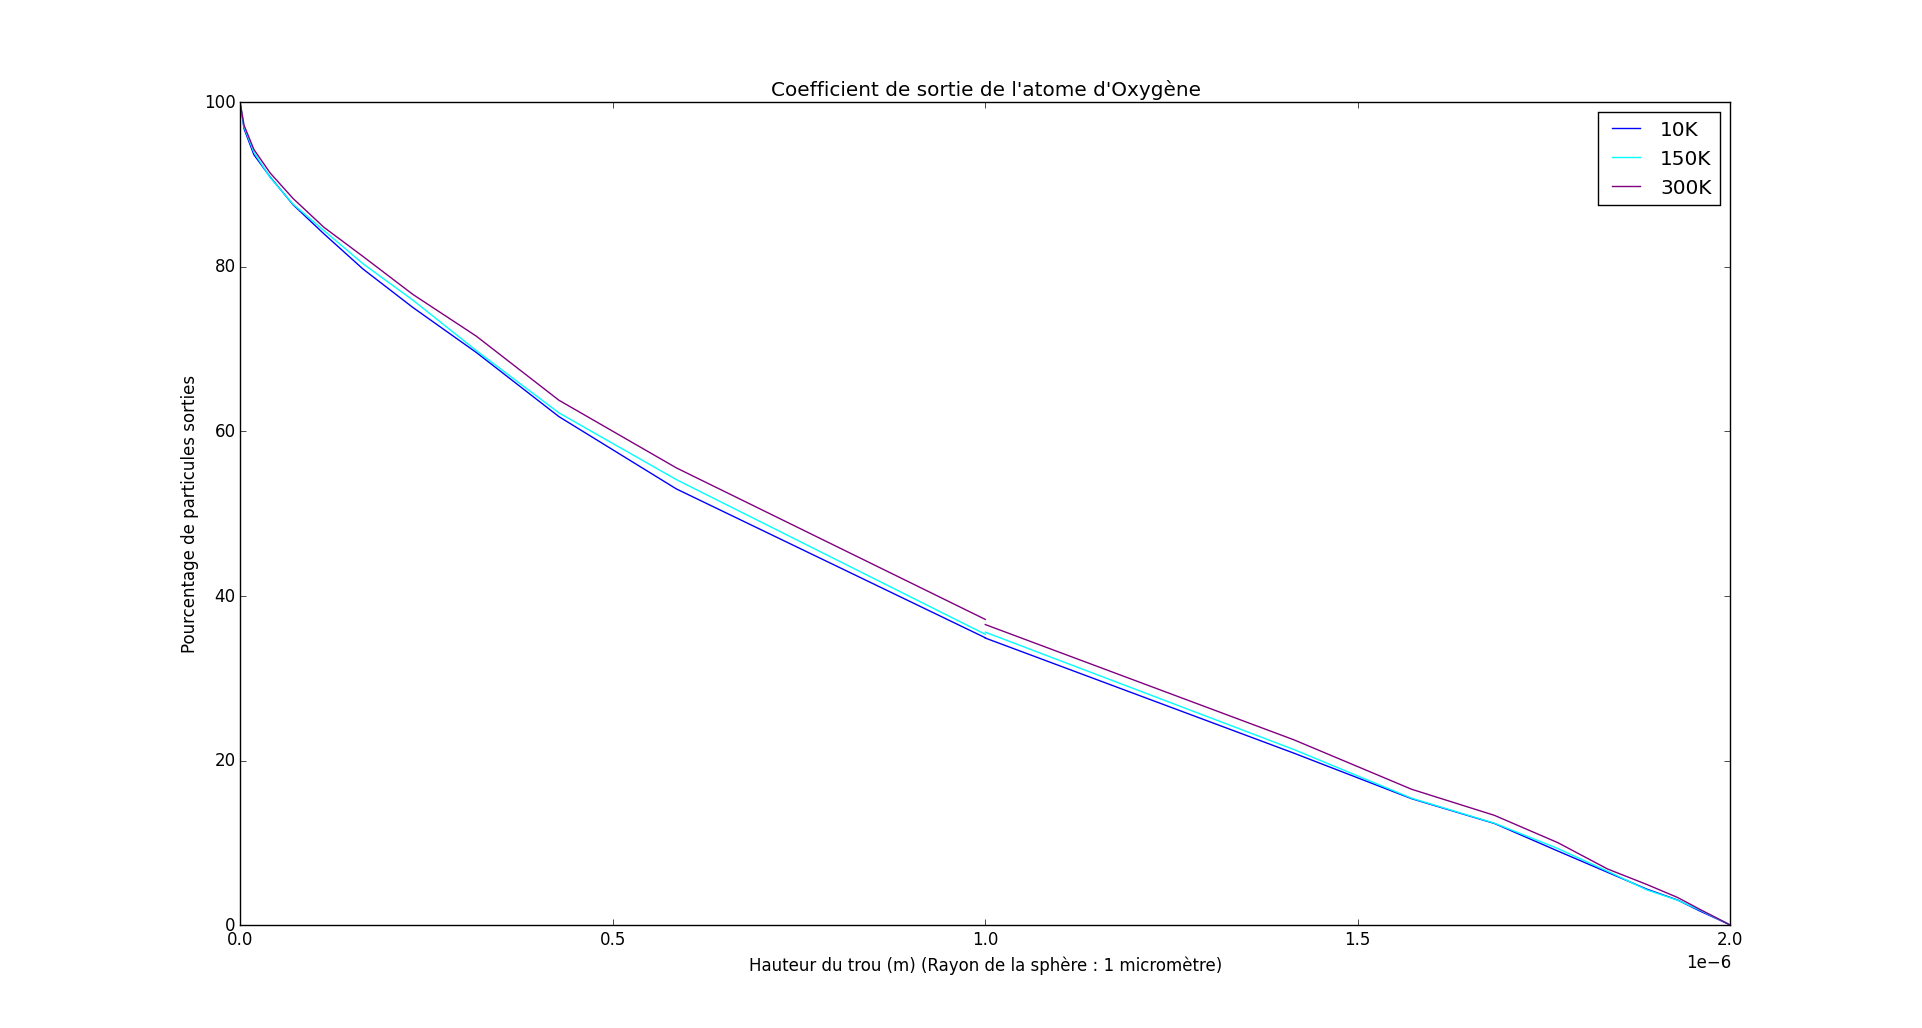 Coefficient de sortie de l'atome d'Oxygène
100
80
60
40
20
0
Pourcentage de particules sorties
10K
150K
300K
0.0 0.5 1.0 1.5 2.0
1e−6
Hauteur du trou (m) (Rayon de la sphère : 1 micromètre)